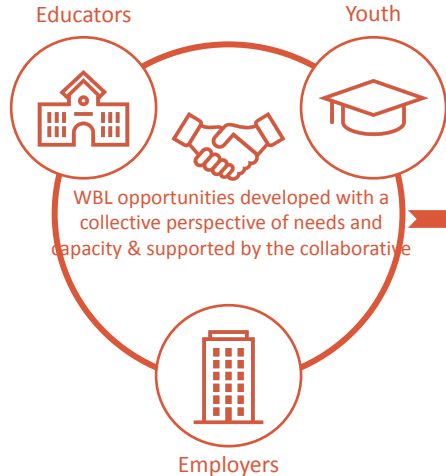 Educators
Youth
WBL opportunities developed with a
collective perspective of needs and
capacity & supported by the collaborative
Employers